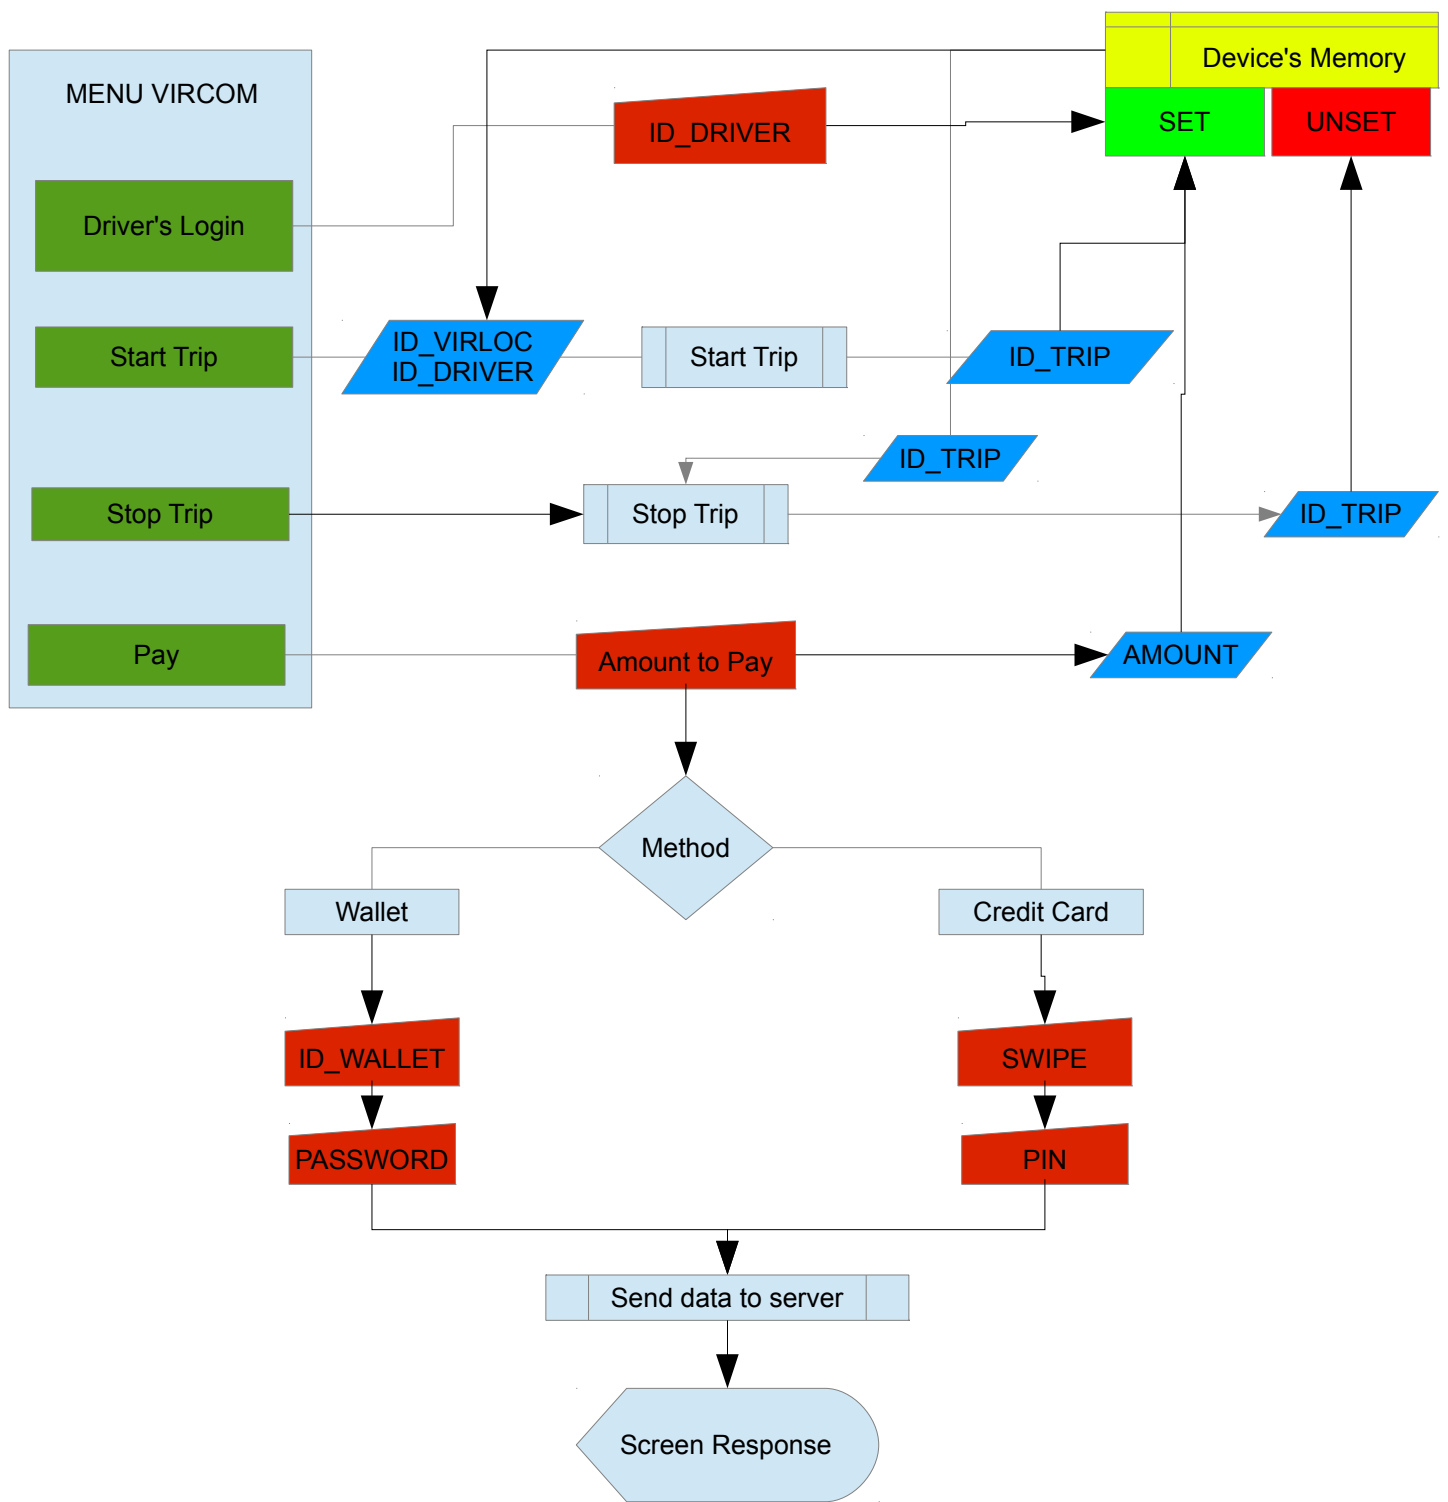 Device's Memory
MENU VIRCOM
SET
UNSET
ID_DRIVER
Driver's Login
ID_VIRLOC
ID_DRIVER
Start Trip
Start Trip
ID_TRIP
ID_TRIP
Stop Trip
Stop Trip
ID_TRIP
Pay
Amount to Pay
AMOUNT
Method
Wallet
Credit Card
ID_WALLET
SWIPE
PASSWORD
PIN
Send data to server
Screen Response